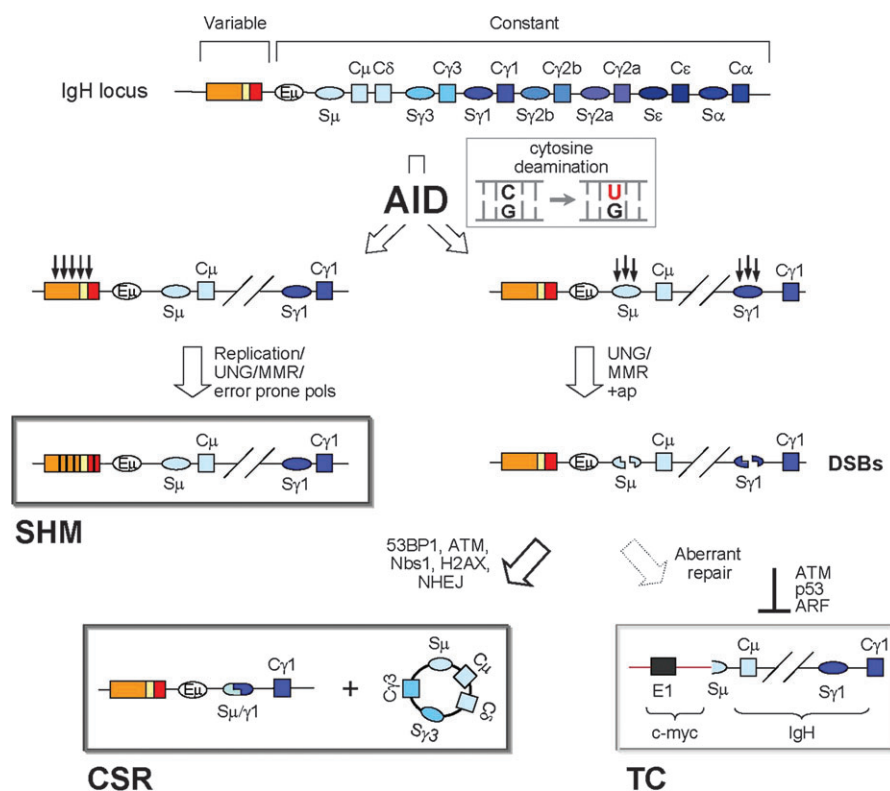 Variable Constant
IgH locus
Cμ Cδ Cγ3 Cγ1 Cγ2b Cγ2a Cε Cα
Eμ
Sμ Sγ3 Sγ1 Sγ2b Sγ2a Sε Sα
cytosine
deamination
C U
G G
AID
Cμ Cγ1
Eμ
Sμ Sγ1
Cμ Cγ1
Eμ
Sμ Sγ1
Replication/
UNG/MMR/
error prone pols
UNG/
MMR
+ap
Cμ Cγ1
Eμ
Sμ Sγ1
SHM
Cμ Cγ1
Eμ
Sμ Sγ1
DSBs
53BP1, ATM,
Nbs1, H2AX,
NHEJ
Aberrant
repair
ATM
p53
ARF
Cγ1
Eμ
Sμ/γ1
+
Sμ
Cμ
Cγ3
Cδ
Sγ3
CSR
Cμ Cγ1
E1 Sμ Sγ1
c-myc IgH
TC